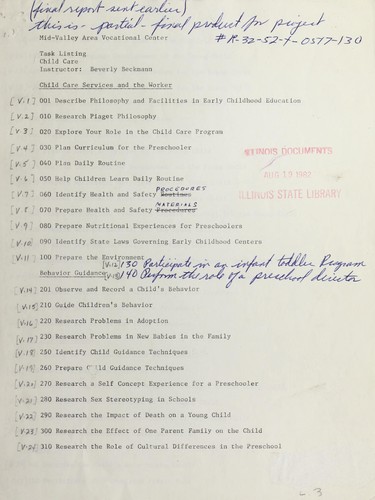 (final report sent earlier)
this is - partial - final product for project
# R-32-52-X-0577-130
Mid-Valley Area Vocational Center
Task Listing
Child Care
Instructor: Beverly Beckmann
Child Care Services and the Worker
[V.1] 001 Describe Philosophy and Facilities in Early Childhood Education
[V.2] 010 Research Piaget Philosophy
[V.3] 020 Explore Your Role in the Child Care Program
[V.4] 030 Plan Curriculum for the Preschooler
ILLINOIS DOCUMENTS
[V.5] 040 Plan Daily Routine
[V.6] 050 Help Children Learn Daily Routine
AUG 19
PROCEDURES
[V.7] 060 Identify Health and Safety Routines
ILLINOIS STATE LIBRARY
MATERIALS
[V.8] 070 Prepare Health and Safety Procedures
[V.9] 080 Prepare Nutritional Experiences for Preschoolers
[V.10] 090 Identify State Laws Governing Early Childhood Centers
[V.11] 100 Prepare the Environment
[V.12] 130 Participate in an infant toddler Program
Behavior Guidance
[V.13] 140 Perform the role of a preschool director
[V.14] 201 Observe and Record a Child's Behavior
[V.15] 210 Guide Children's Behavior
[V.16] 220 Research Problems in Adoption
[V.17] 230 Research Problems in New Babies in the Family
[V.18] 250 Identify Child Guidance Techniques
[V.19] 260 Prepare Child Guidance Techniques
[V.20] 270 Research a Self Concept Experience for a Preschooler
[V.21] 280 Research Sex Stereotyping in Schools
[V.22] 290 Research the Impact of Death on a Young Child
[V.23] 300 Research the Effect of One Parent Family on the Child
[V.24] 310 Research the Role of Cultural Differences in the Preschool